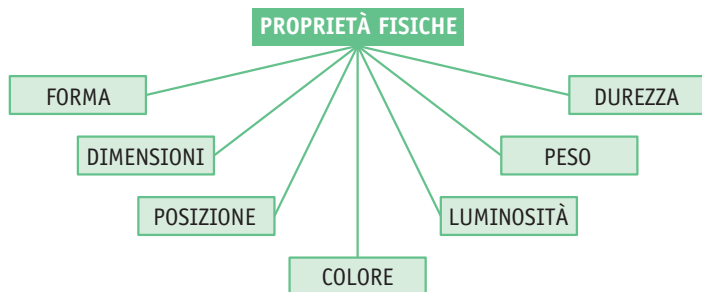 PROPRIETÀ FISICHE
FORMA
DUREZZA
DIMENSIONI
PESO
POSIZIONE
LUMINOSITÀ
COLORE